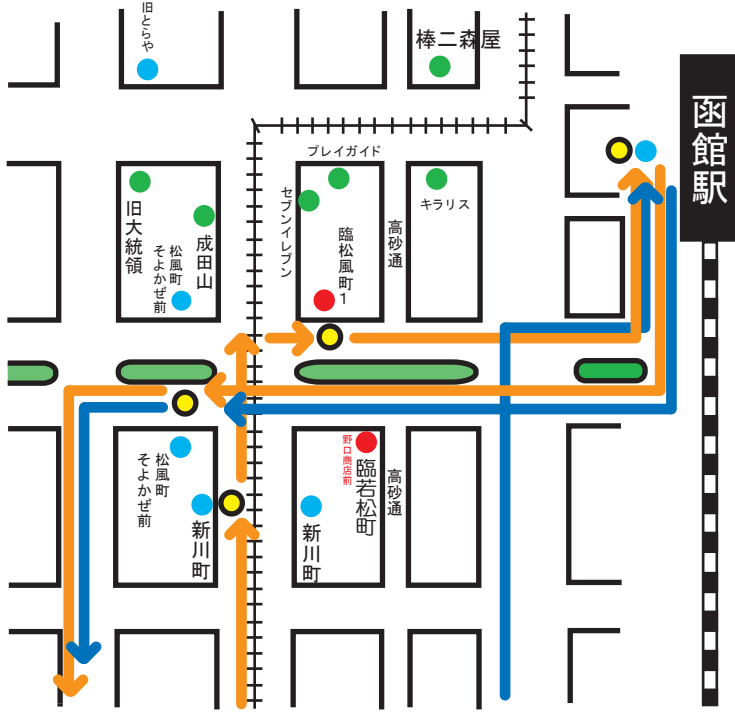 旧とらや
棒二森屋
函館駅
プレイガイド
セブンイレブン
キラリス
旧大統領
成田山
松風町
そよかぜ前
臨松風町1
高砂通
松風町
そよかぜ前
新川町
新川町
野口商店前
臨若松町
高砂通